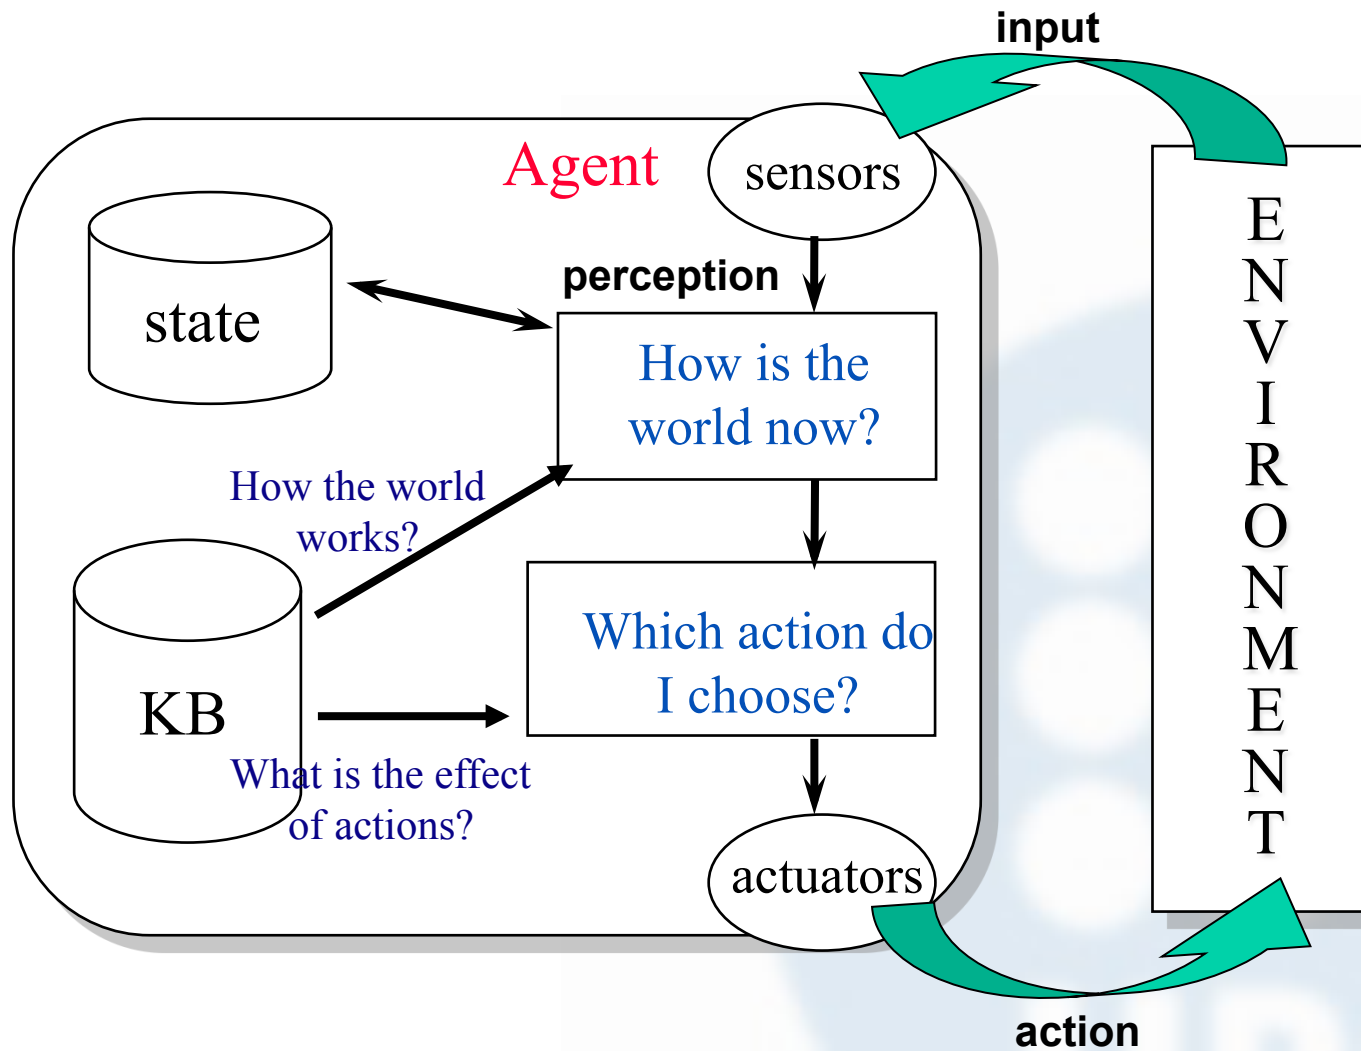 input
Agent
sensors
perception
state
How is the
world now?
How the world
works?
Which action do
I choose?
KB
What is the effect
of actions?
actuators
action
E
N
V
I
R
O
N
M
E
N
T